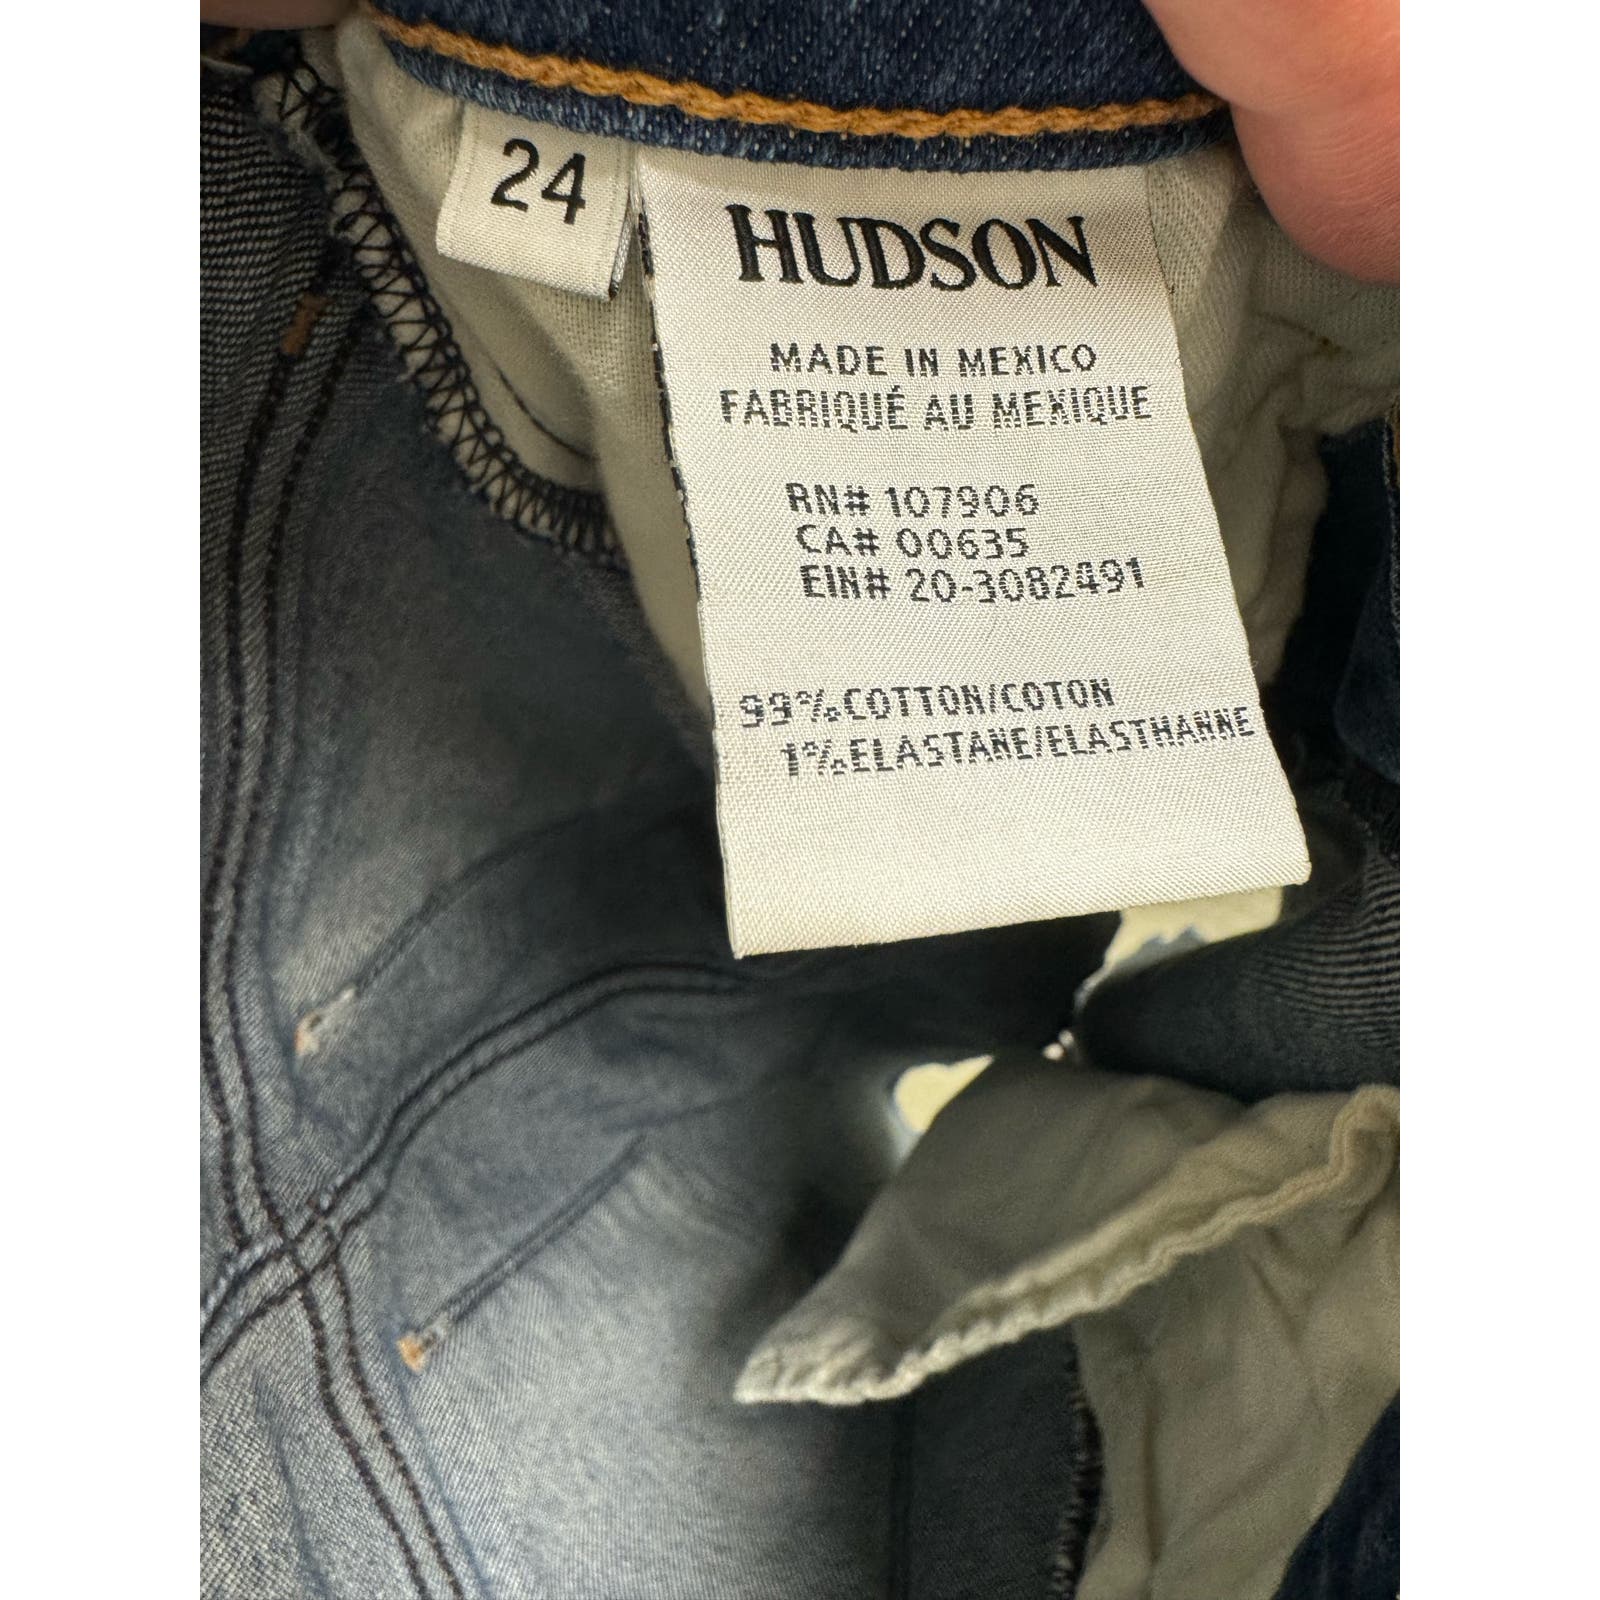 24
HUDSON
MADE IN MEXICO
FABRIQUÉ AU MEXIQUE
RN# 107906
CA# 00635
EIN# 20-3082491
99% COTTON/COTON
1% ELASTANE/ELASTHANNE